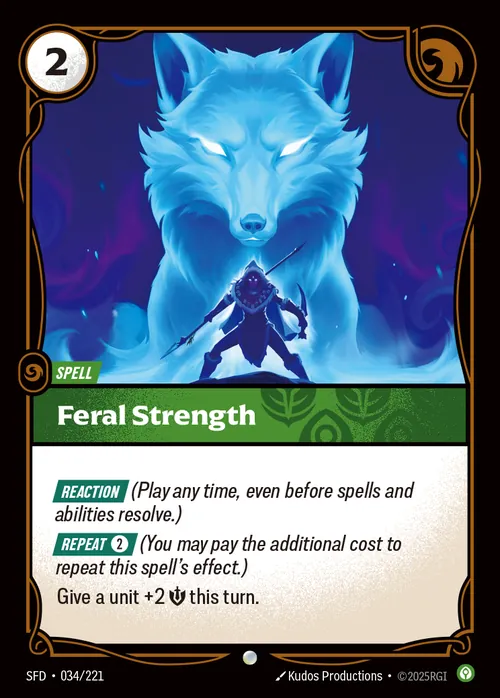 2
SPELL
Feral Strength
REACTION (Play any time, even before spells and
abilities resolve.)
REPEAT 2 (You may pay the additional cost to
repeat this spell's effect.)
Give a unit +2 this turn.
SFD • 034/221
Kudos Productions • ©2025RGI